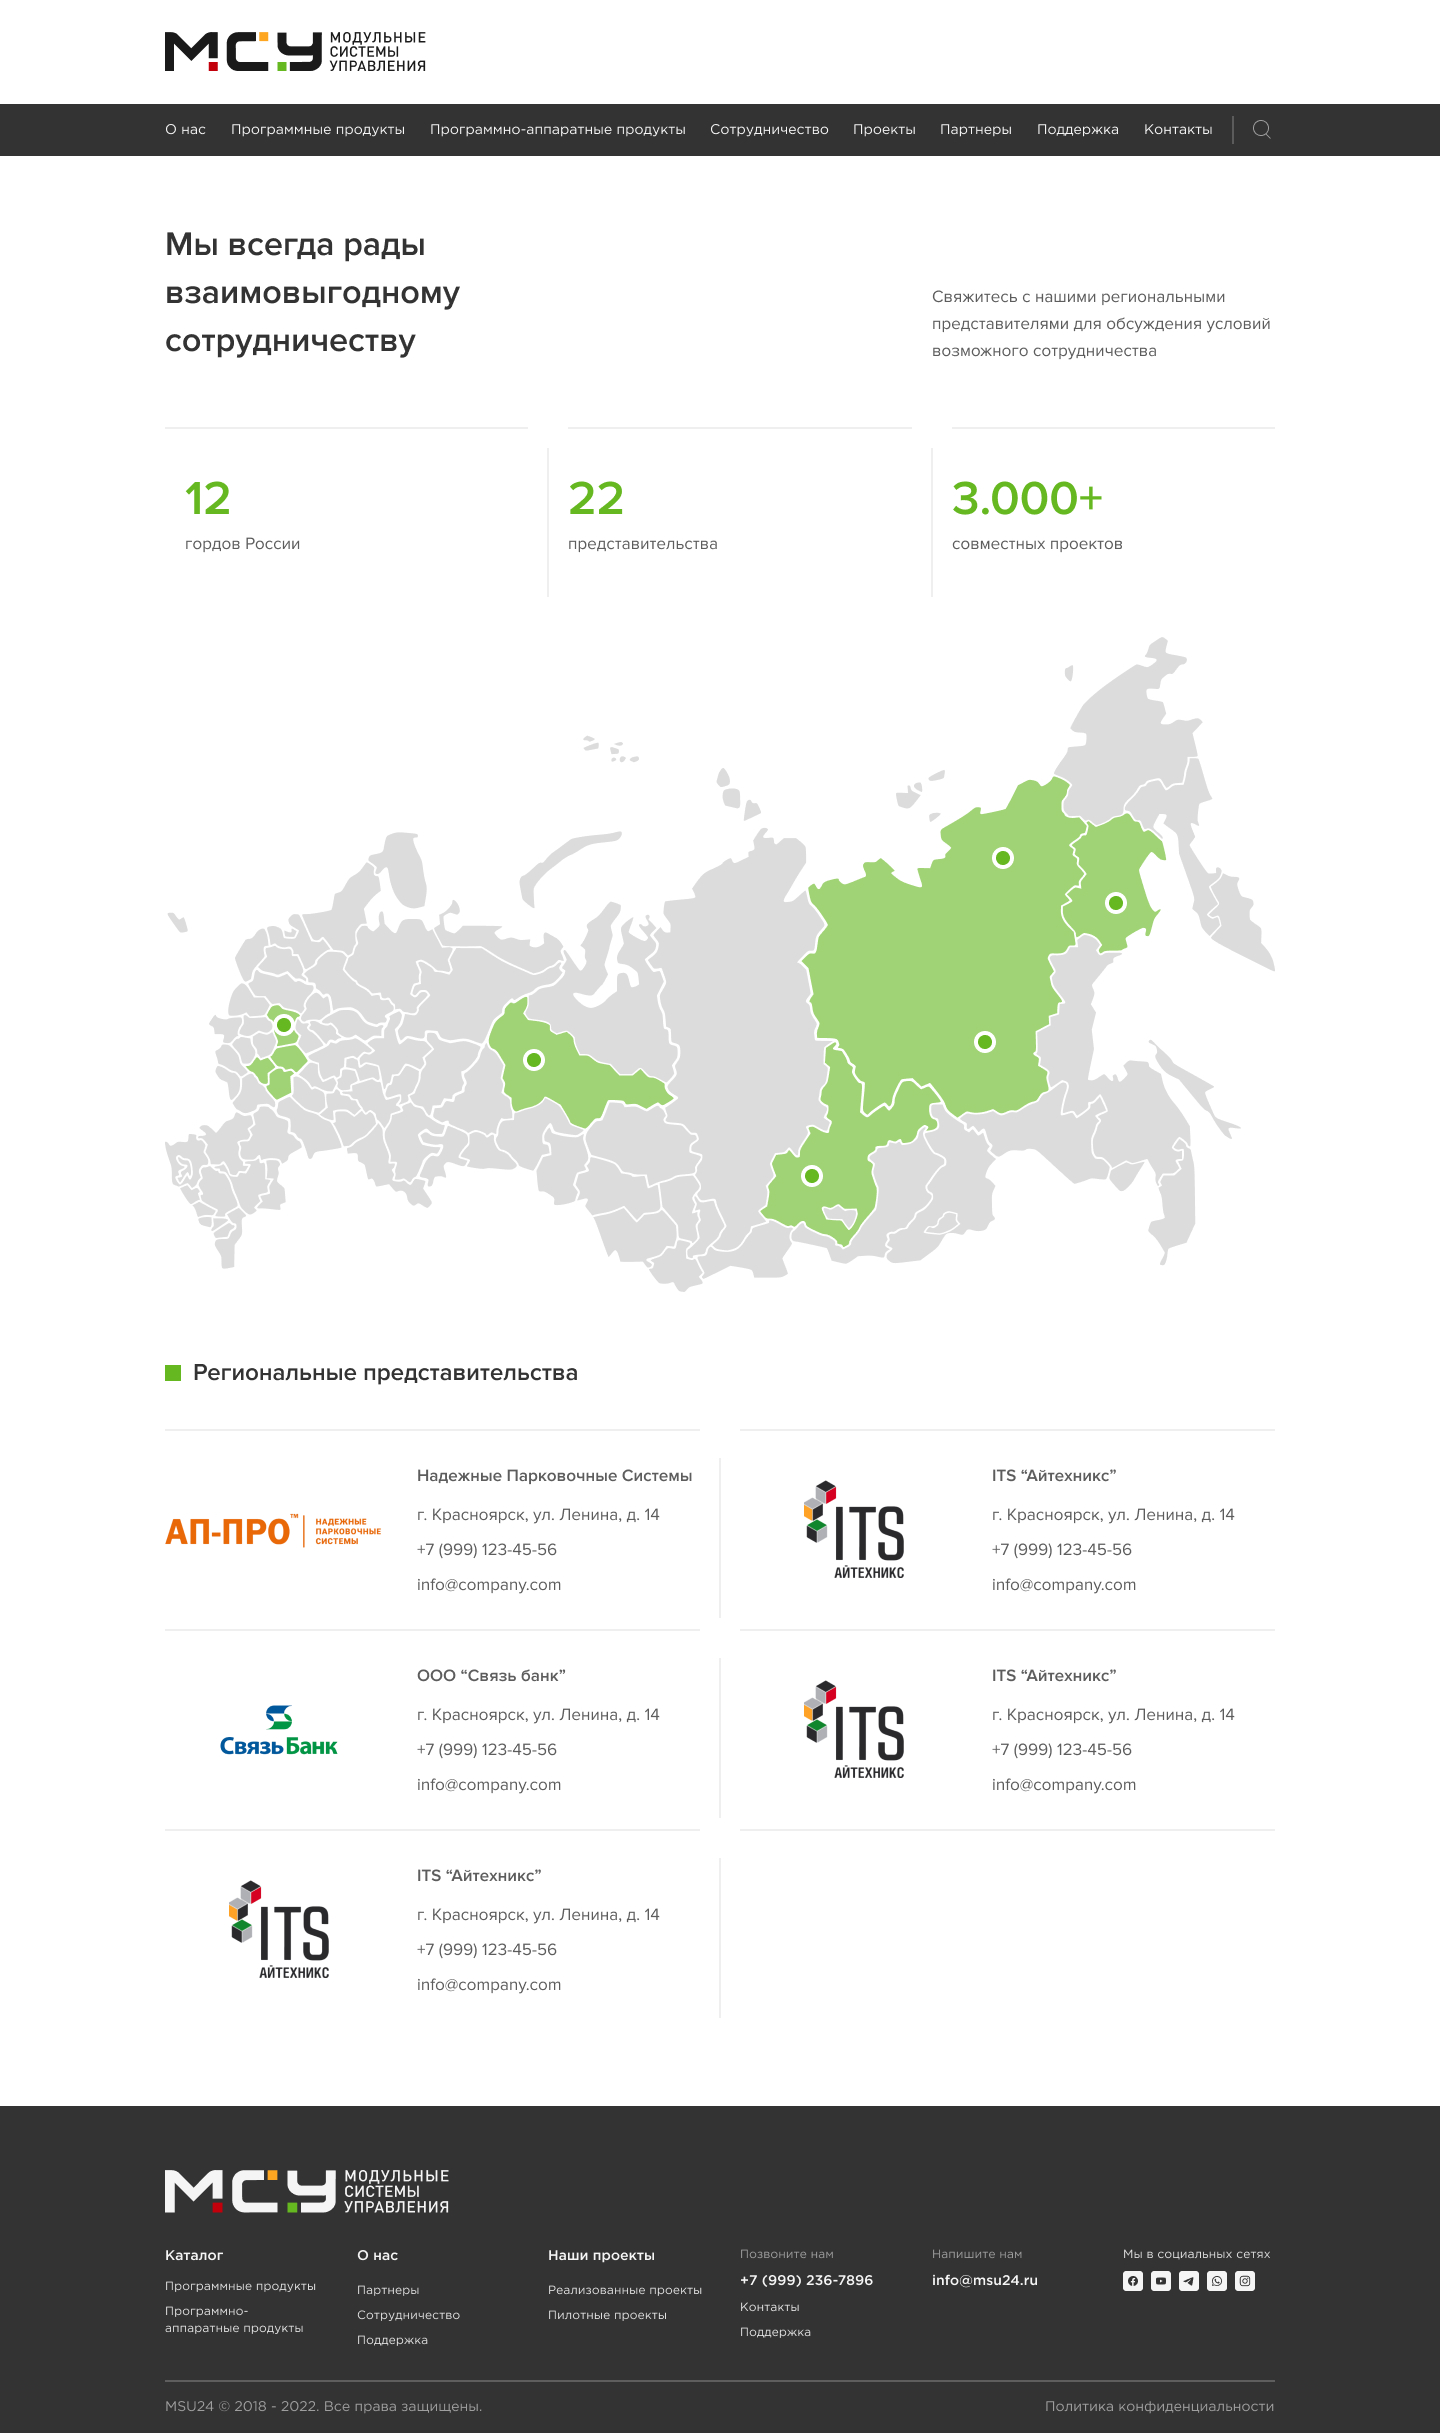 МСУ
МОДУЛЬНЫЕ
СИСТЕМЫ
УПРАВЛЕНИЯ
О нас Программные продукты Программно-аппаратные продукты Сотрудничество Проекты Партнеры Поддержка Контакты
Мы всегда рады
взаимовыгодному
сотрудничеству
Свяжитесь с нашими региональными
представителями для обсуждения условий
возможного сотрудничества
12
гордов России
22
представительства
3.000+
совместных проектов
Региональные представительства
АП-ПРО™
НАДЕЖНЫЕ
ПАРКОВОЧНЫЕ
СИСТЕМЫ
Надежные Парковочные Системы
г. Красноярск, ул. Ленина, д. 14
+7 (999) 123-45-56
info@company.com
ITS
АЙТЕХНИКС
ITS “Айтехникс”
г. Красноярск, ул. Ленина, д. 14
+7 (999) 123-45-56
info@company.com
СвязьБанк
ООО “Связь банк”
г. Красноярск, ул. Ленина, д. 14
+7 (999) 123-45-56
info@company.com
ITS
АЙТЕХНИКС
ITS “Айтехникс”
г. Красноярск, ул. Ленина, д. 14
+7 (999) 123-45-56
info@company.com
ITS
АЙТЕХНИКС
ITS “Айтехникс”
г. Красноярск, ул. Ленина, д. 14
+7 (999) 123-45-56
info@company.com
МСУ
МОДУЛЬНЫЕ
СИСТЕМЫ
УПРАВЛЕНИЯ
Каталог
Программные продукты
Программно-
аппаратные продукты
О нас
Партнеры
Сотрудничество
Поддержка
Наши проекты
Реализованные проекты
Пилотные проекты
Позвоните нам
+7 (999) 236-7896
Контакты
Поддержка
Напишите нам
info@msu24.ru
Мы в социальных сетях
MSU24 © 2018 - 2022. Все права защищены.
Политика конфиденциальности